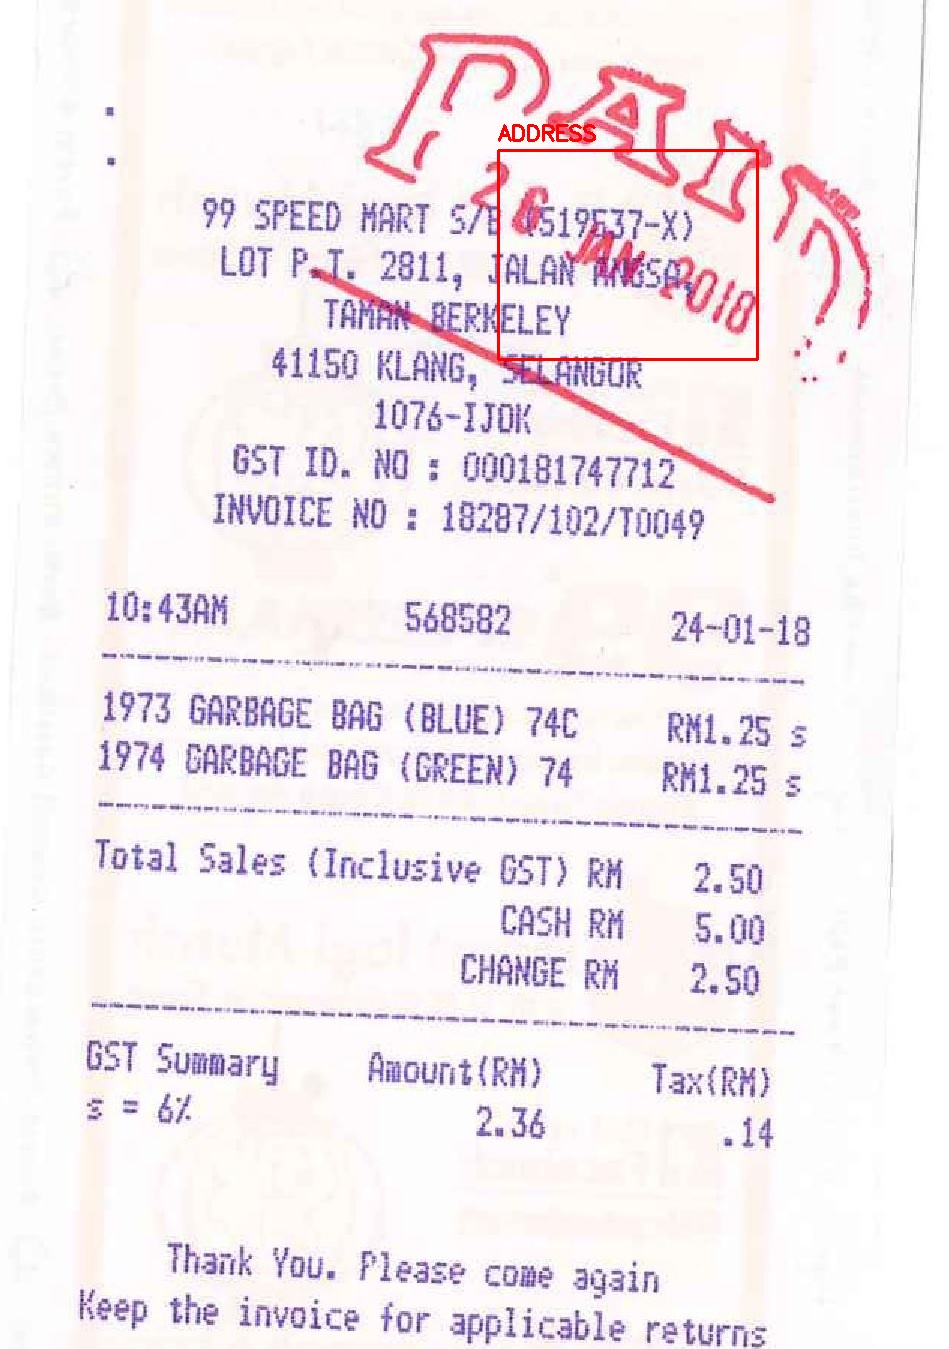 PAID
ADDRESS
26 JAN 2018
99 SPEED MART S/B (519537-X)
LOT P.T. 2811, JALAN ANGSA,
TAMAN BERKELEY
41150 KLANG, SELANGOR
1076-IJOK
GST ID. NO : 000181747712
INVOICE NO : 18287/102/T0049
10:43AM 568582 24-01-18
1973 GARBAGE BAG (BLUE) 74C RM1.25 s
1974 GARBAGE BAG (GREEN) 74 RM1.25 s
Total Sales (Inclusive GST) RM 2.50
CASH RM 5.00
CHANGE RM 2.50
GST Summary Amount(RM) Tax(RM)
s = 6% 2.36 .14
Thank You. Please come again
Keep the invoice for applicable returns